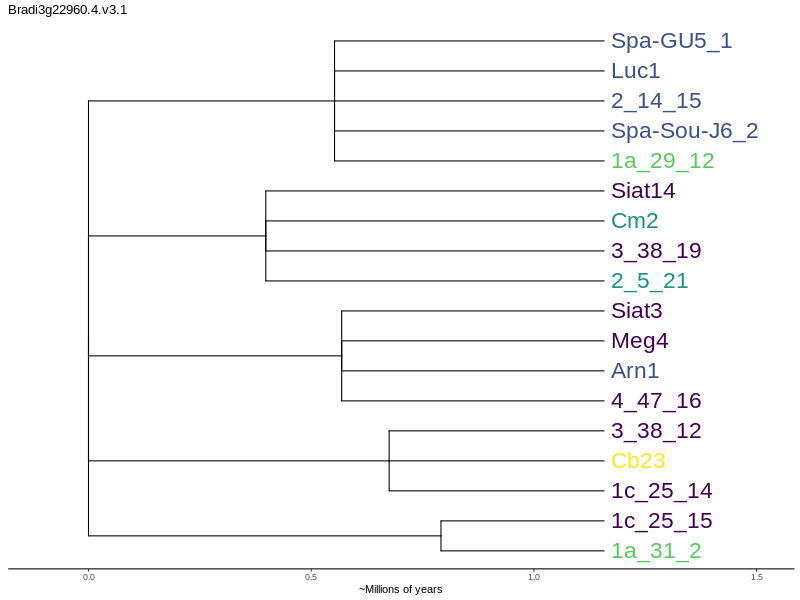 Bradi3g22960.4.v3.1
Spa-GU5_1
Luc1
2_14_15
Spa-Sou-J6_2
1a_29_12
Siat14
Cm2
3_38_19
2_5_21
Siat3
Meg4
Arn1
4_47_16
3_38_12
Cb23
1c_25_14
1c_25_15
1a_31_2
0.0 0.5 1.0 1.5
~Millions of years